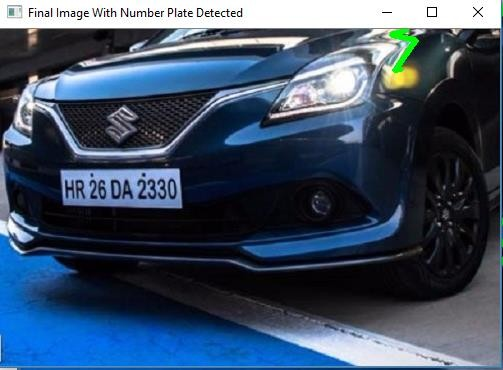 Final Image With Number Plate Detected
HR 26 DA 2330